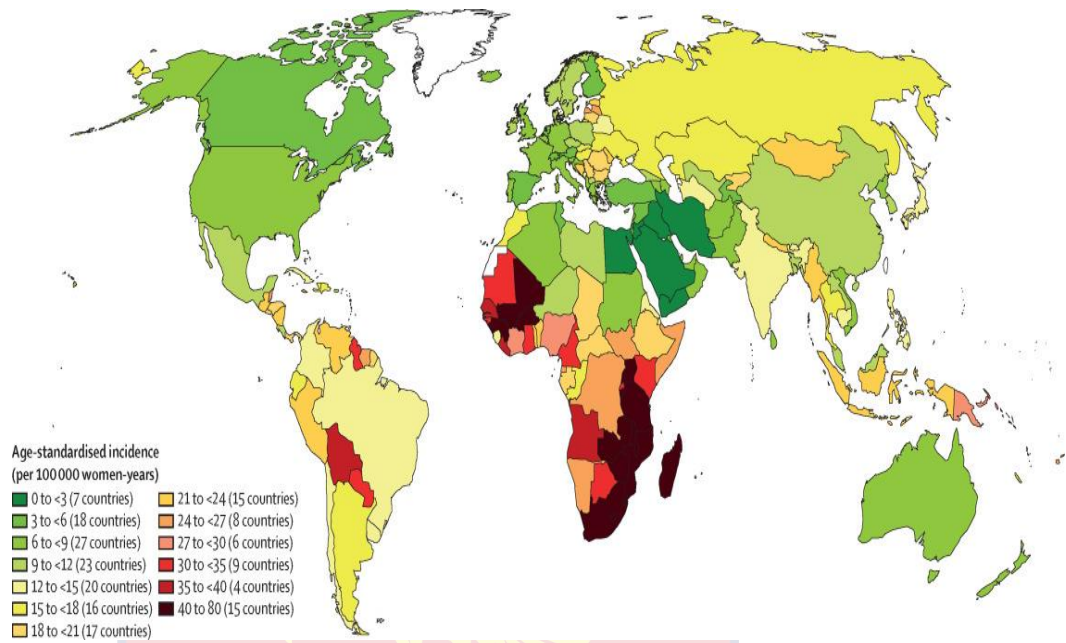 Age-standardised incidence
(per 100 000 women-years)
0 to <3 (7 countries)
3 to <6 (18 countries)
6 to <9 (27 countries)
9 to <12 (23 countries)
12 to <15 (20 countries)
15 to <18 (16 countries)
18 to <21 (17 countries)
21 to <24 (15 countries)
24 to <27 (8 countries)
27 to <30 (6 countries)
30 to <35 (9 countries)
35 to <40 (4 countries)
40 to 80 (15 countries)